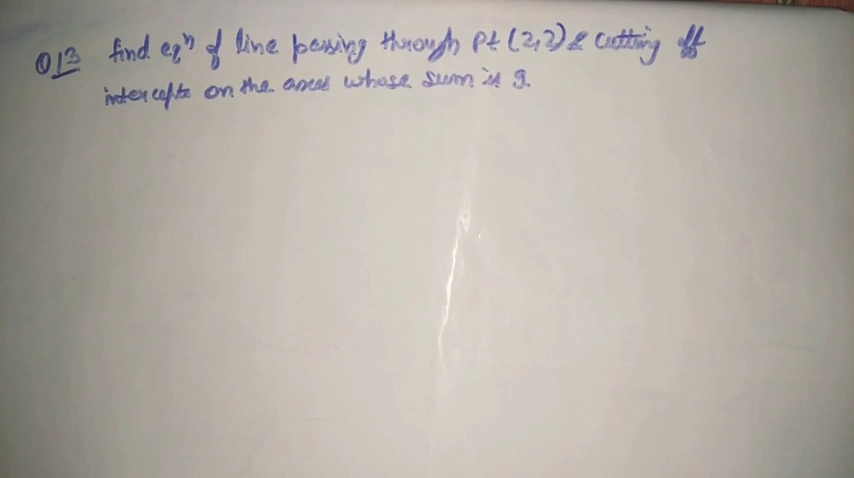 Q13 find eqⁿ of line passing through pt (2,2) & cutting off
intercepts on the axes whose sum is 9.